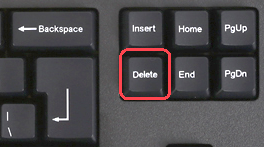 Backspace
Insert Home PgUp
Delete End PgDn
|
\